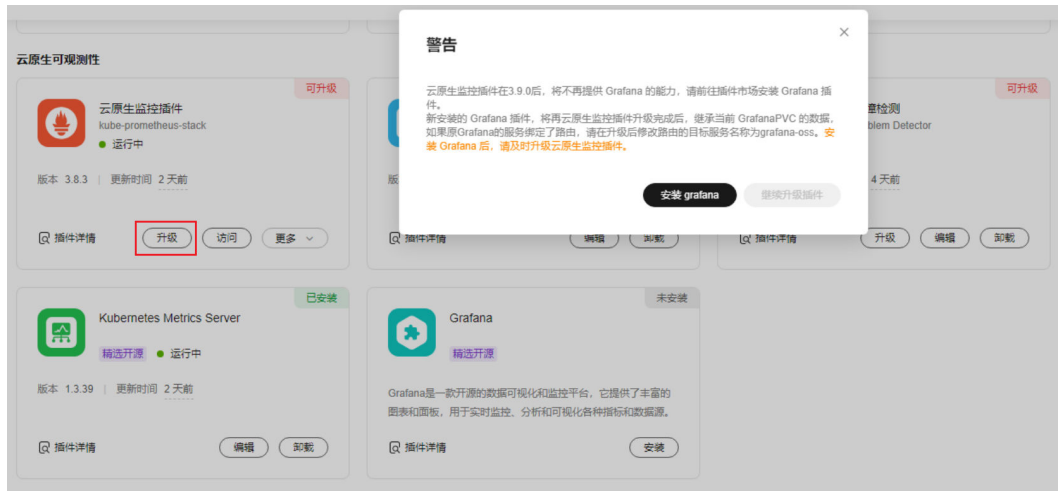 警告
云原生监控插件在3.9.0后，将不再提供 Grafana 的能力，请前往插件市场安装 Grafana 插
件。
新安装的 Grafana 插件，将再云原生监控插件升级完成后，继承当前 GrafanaPVC 的数据，
如果原Grafana的服务绑定了路由，请在升级后修改路由的目标服务名称为grafana-oss。安
装 Grafana 后，请及时升级云原生监控插件。
安装 grafana
继续升级插件
云原生可观测性
可升级
云原生监控插件
kube-prometheus-stack
运行中
版本 3.8.3 | 更新时间 2 天前
插件详情
升级
访问
更多
版
插件详情
编辑
卸载
可升级
检测
blem Detector
4 天前
插件详情
升级
编辑
卸载
已安装
Kubernetes Metrics Server
精选开源
运行中
版本 1.3.39 | 更新时间 2 天前
插件详情
编辑
卸载
未安装
Grafana
精选开源
Grafana是一款开源的数据可视化和监控平台，它提供了丰富的
图表和面板，用于实时监控、分析和可视化各种指标和数据源。
插件详情
安装